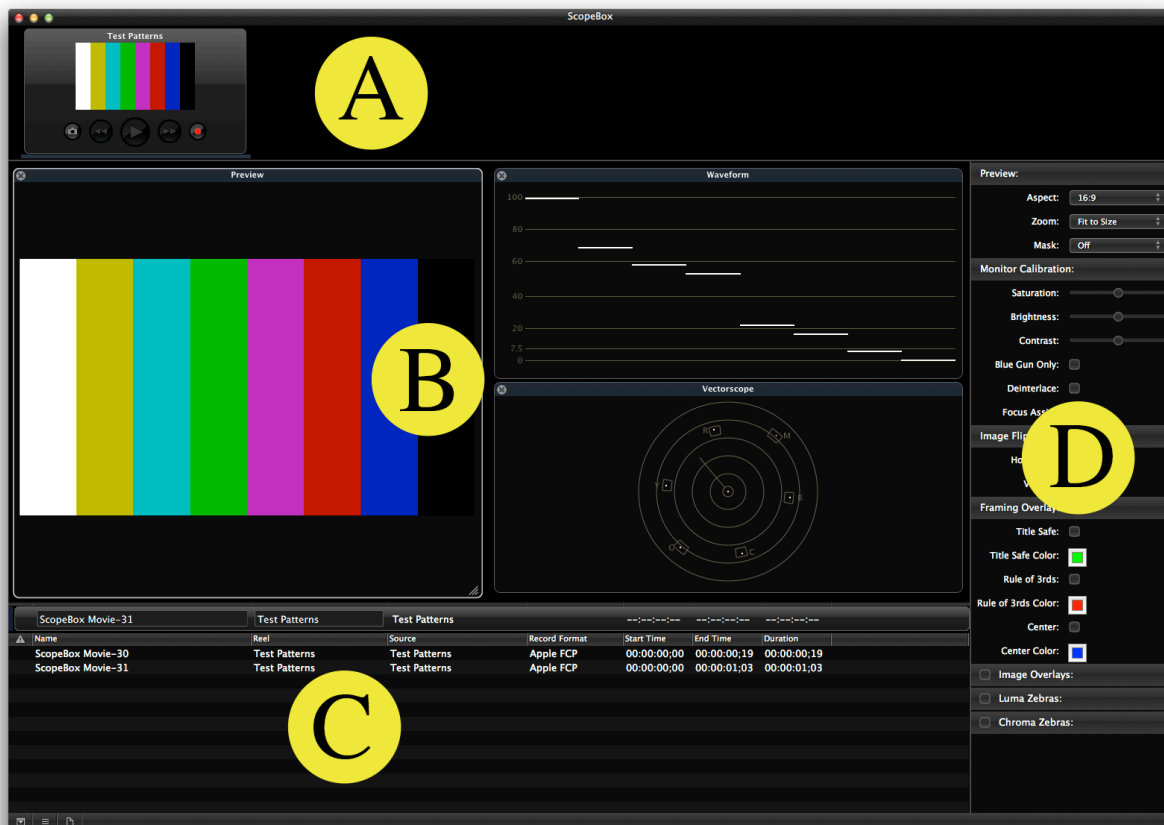 ScopeBox
Test Patterns
A
Preview
Waveform
100
80
60
40
20
7.5
0
B
Vectorscope
R M
Y B
G C
Preview:
Aspect: 16:9
Zoom: Fit to Size
Mask: Off
Monitor Calibration:
Saturation:
Brightness:
Contrast:
Blue Gun Only:
Deinterlace:
Focus
Image
D
Framing
Title Safe:
Title Safe Color:
Rule of 3rds:
Rule of 3rds Color:
Center:
Center Color:
Image Overlays:
Luma Zebras:
Chroma Zebras:
ScopeBox Movie-31 Test Patterns Test Patterns --:--:--:-- --:--:--:-- --:--:--:--
Name Reel Source Record Format Start Time End Time Duration
ScopeBox Movie-30 Test Patterns Test Patterns Apple FCP 00:00:00;00 00:00:00;19 00:00:00;19
ScopeBox Movie-31 Test Patterns Test Patterns Apple FCP 00:00:00;00 00:00:01;03 00:00:01;03
C